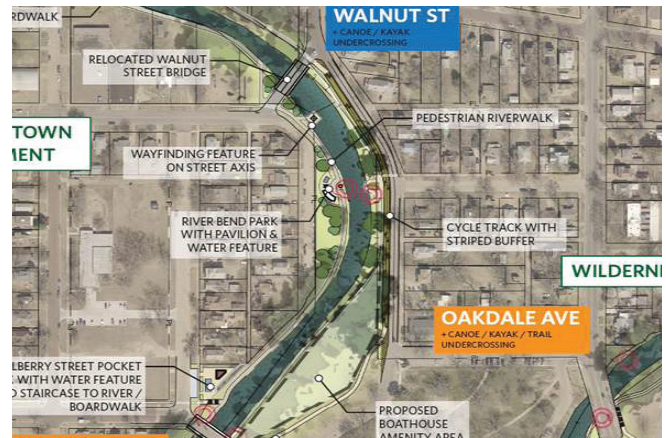 RDWALK
WALNUT ST
+ CANOE / KAYAK
UNDERCROSSING
RELOCATED WALNUT
STREET BRIDGE
PEDESTRIAN RIVERWALK
TOWN
MENT
WAYFINDING FEATURE
ON STREET AXIS
RIVER BEND PARK
WITH PAVILION &
WATER FEATURE
CYCLE TRACK WITH
STRIPED BUFFER
WILDERN
OAKDALE AVE
+ CANOE / KAYAK / TRAIL
UNDERCROSSING
LBERRY STREET POCKET
WITH WATER FEATURE
D STAIRCASE TO RIVER /
BOARDWALK
PROPOSED
BOATHOUSE
AMENITY AREA